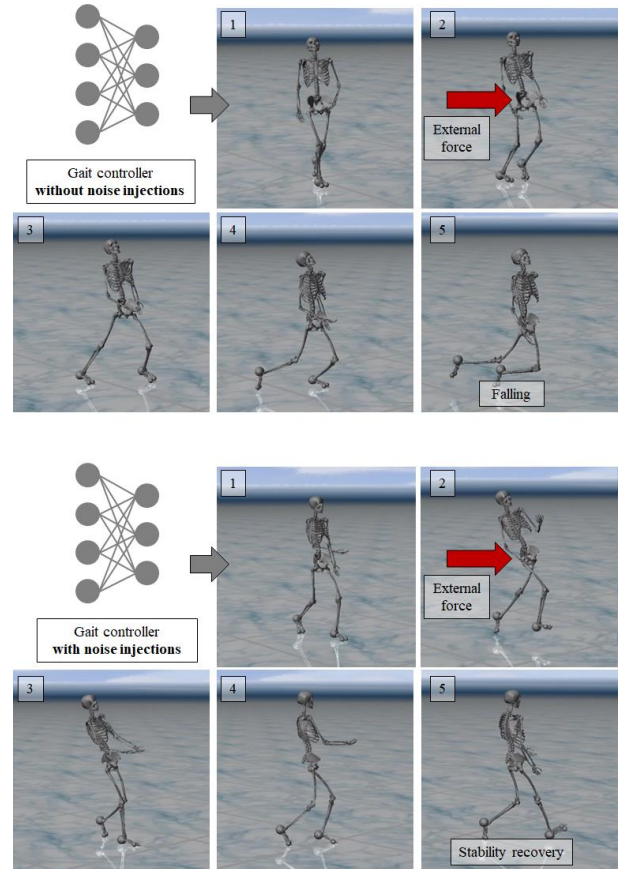 1
2
External
force
Gait controller
without noise injections
3
4
5
Falling
1
2
External
force
Gait controller
with noise injections
3
4
5
Stability recovery